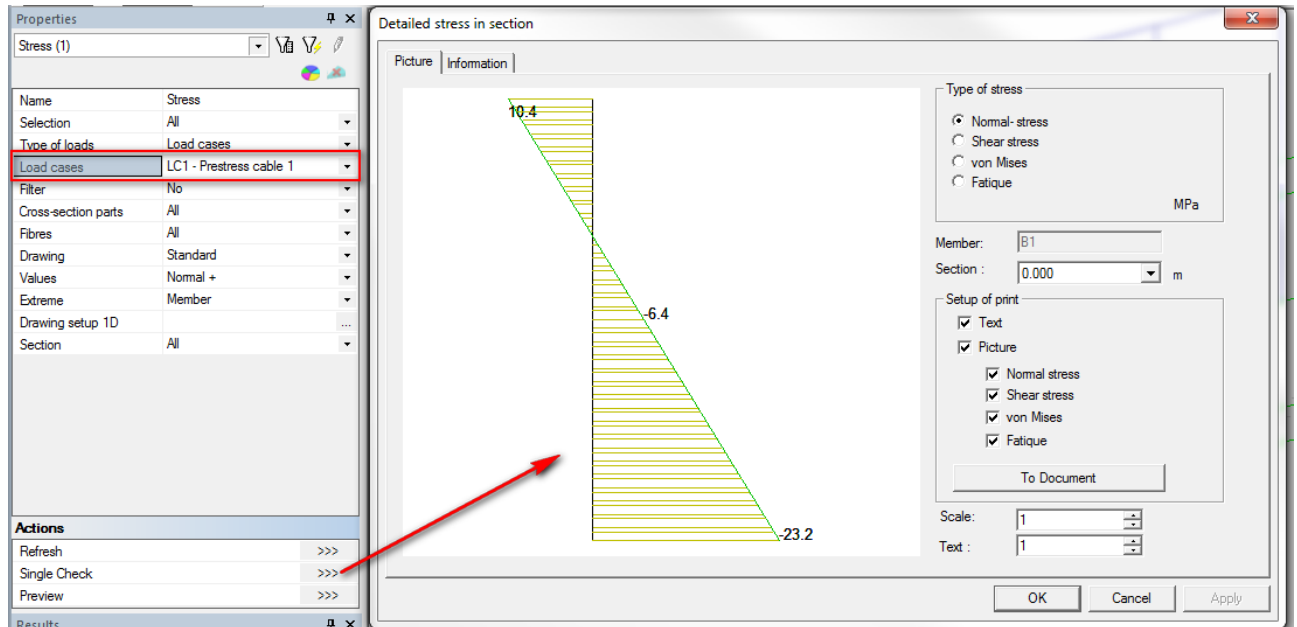 Properties
Stress (1)
Name Stress
Selection All
Type of loads Load cases
Load cases LC1 - Prestress cable 1
Filter No
Cross-section parts All
Fibres All
Drawing Standard
Values Normal +
Extreme Member
Drawing setup 1D ...
Section All
Actions
Refresh >>>
Single Check >>>
Preview >>>
Results
Detailed stress in section
Picture Information
10.4
-6.4
-23.2
Type of stress
Normal- stress
Shear stress
von Mises
Fatique
MPa
Member: B1
Section : 0.000 m
Setup of print
Text
Picture
Normal stress
Shear stress
von Mises
Fatique
To Document
Scale: 1
Text : 1
OK Cancel Apply